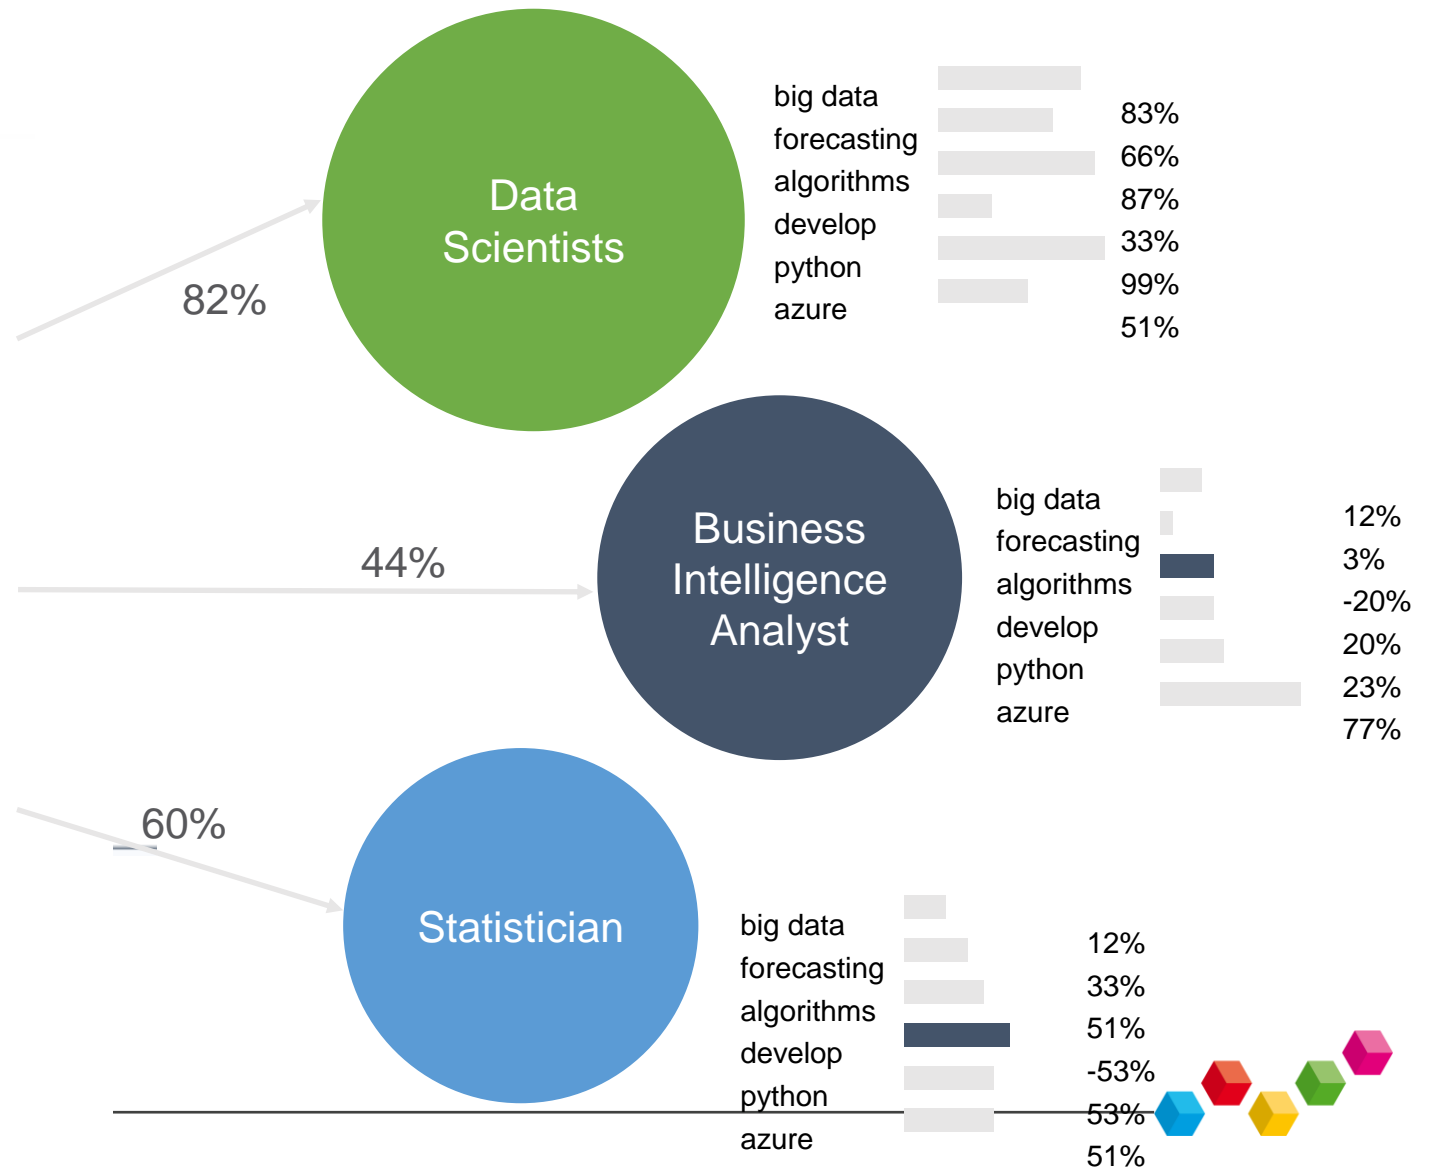 Data
Scientists
82%
big data
forecasting
algorithms
develop
python
azure
83%
66%
87%
33%
99%
51%
Business
Intelligence
Analyst
44%
big data
forecasting
algorithms
develop
python
azure
12%
3%
-20%
20%
23%
77%
60%
Statistician
big data
forecasting
algorithms
develop
python
azure
12%
33%
51%
-53%
53%
51%